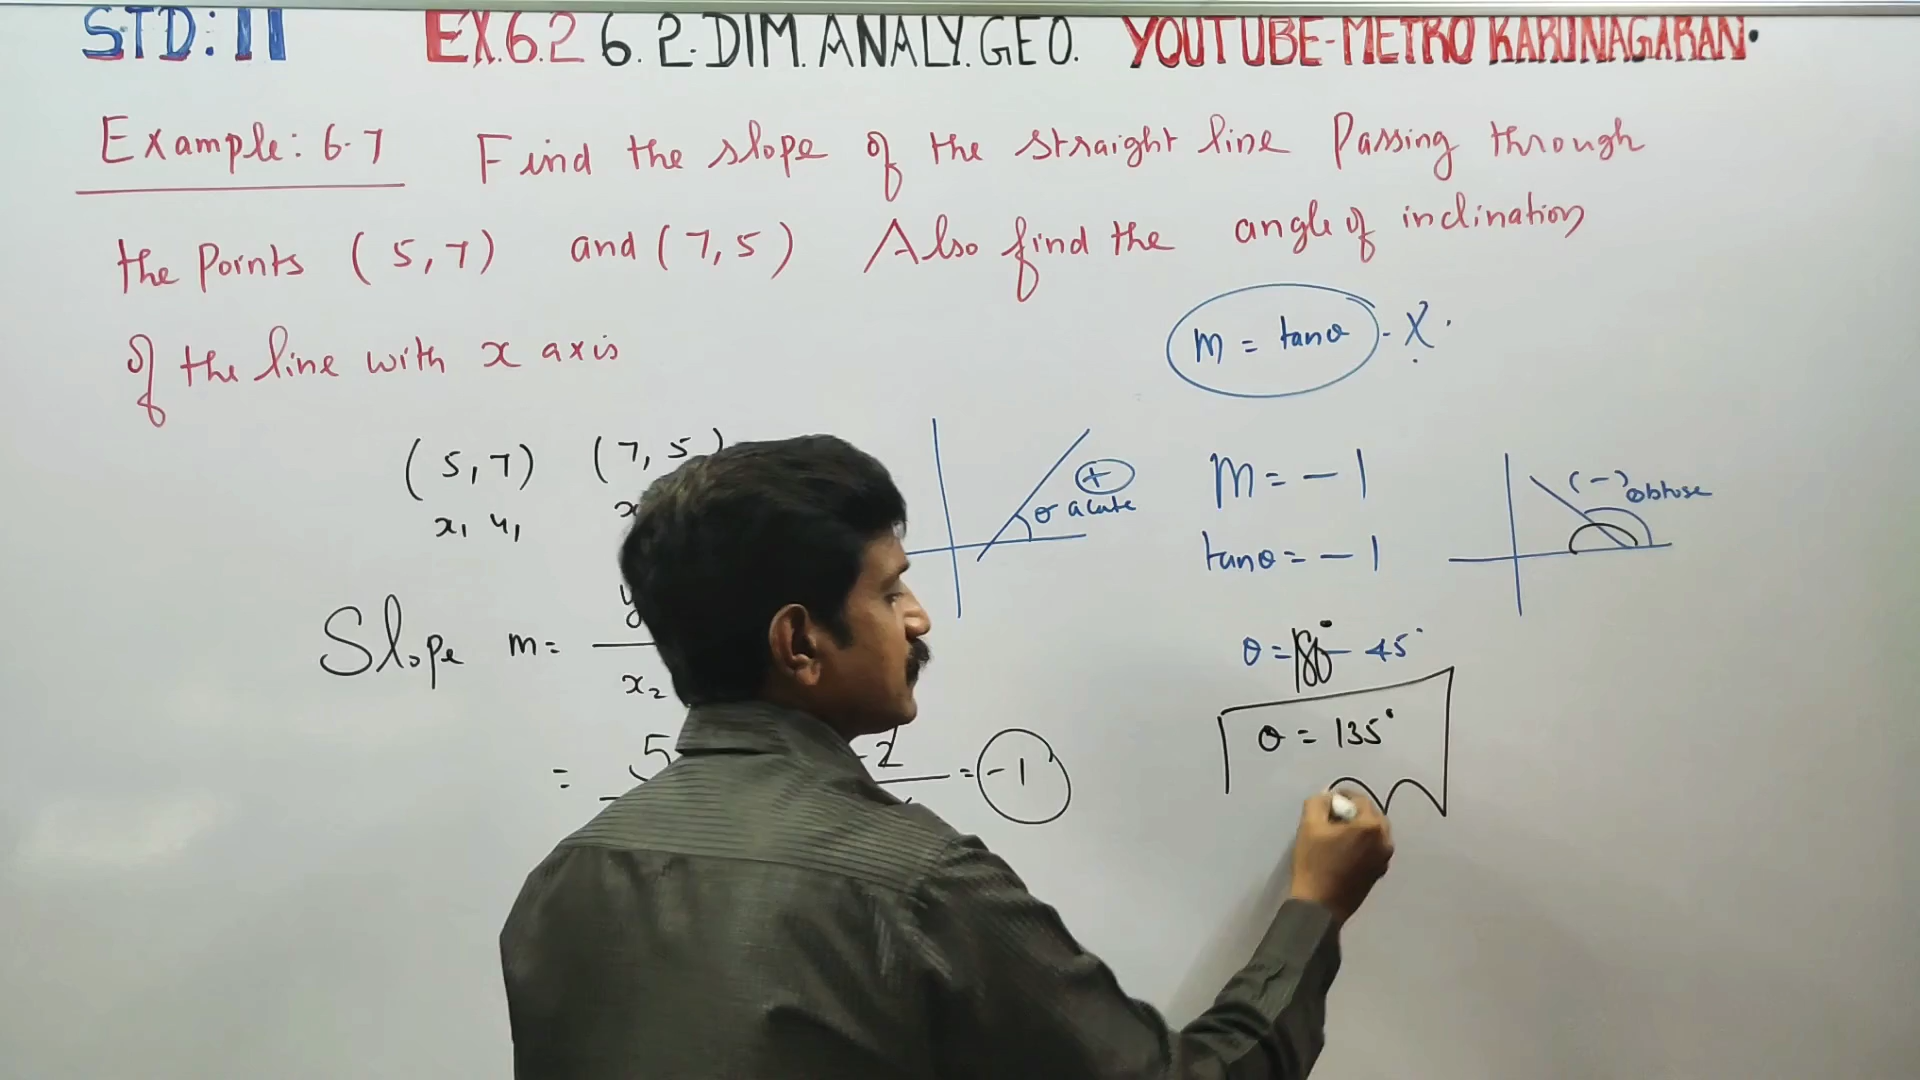 STD: 11 EX.6.2 6. 2. DIM. ANALY. GEO. YOUTUBE-METRO KARUNAGARAN.
Example: 6.7 Find the slope of the straight line Passing through
the Points (5,7) and (7,5) Also find the angle of inclination
of the line with x axis
m = tanθ - X
(5,7) (7,5)
x₁ y₁
+
θ acute
m = -1
(-) obtuse
tanθ = -1
Slope m =
x₂
θ = 180° - 45°
θ = 135°
= 5 -2 = -1